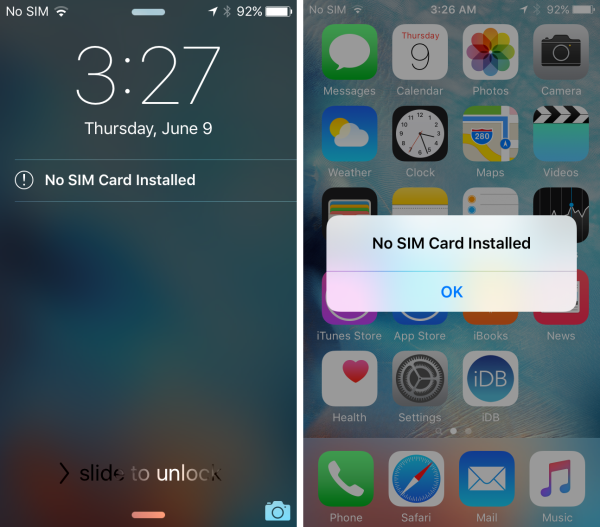 No SIM 92%
3:27
Thursday, June 9
No SIM Card Installed
slide to unlock
No SIM 3:26 AM 92%
Thursday
9
280
Messages Calendar Photos Camera
Weather Clock Maps Videos
No SIM Card Installed
OK
iTunes Store App Store iBooks News
iDB
Health Settings iDB
Phone Safari Mail Music